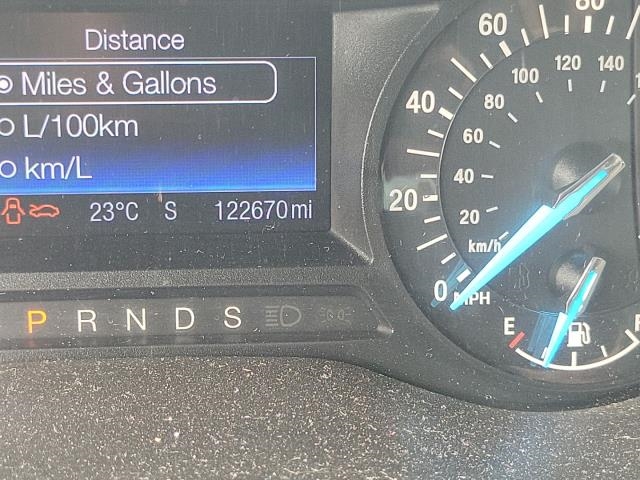 Distance
Miles & Gallons
L/100km
km/L
23°C S 122670 mi
P R N D S
0 20 40 60 80
20 40 60 80 100 120 140
km/h
MPH
E